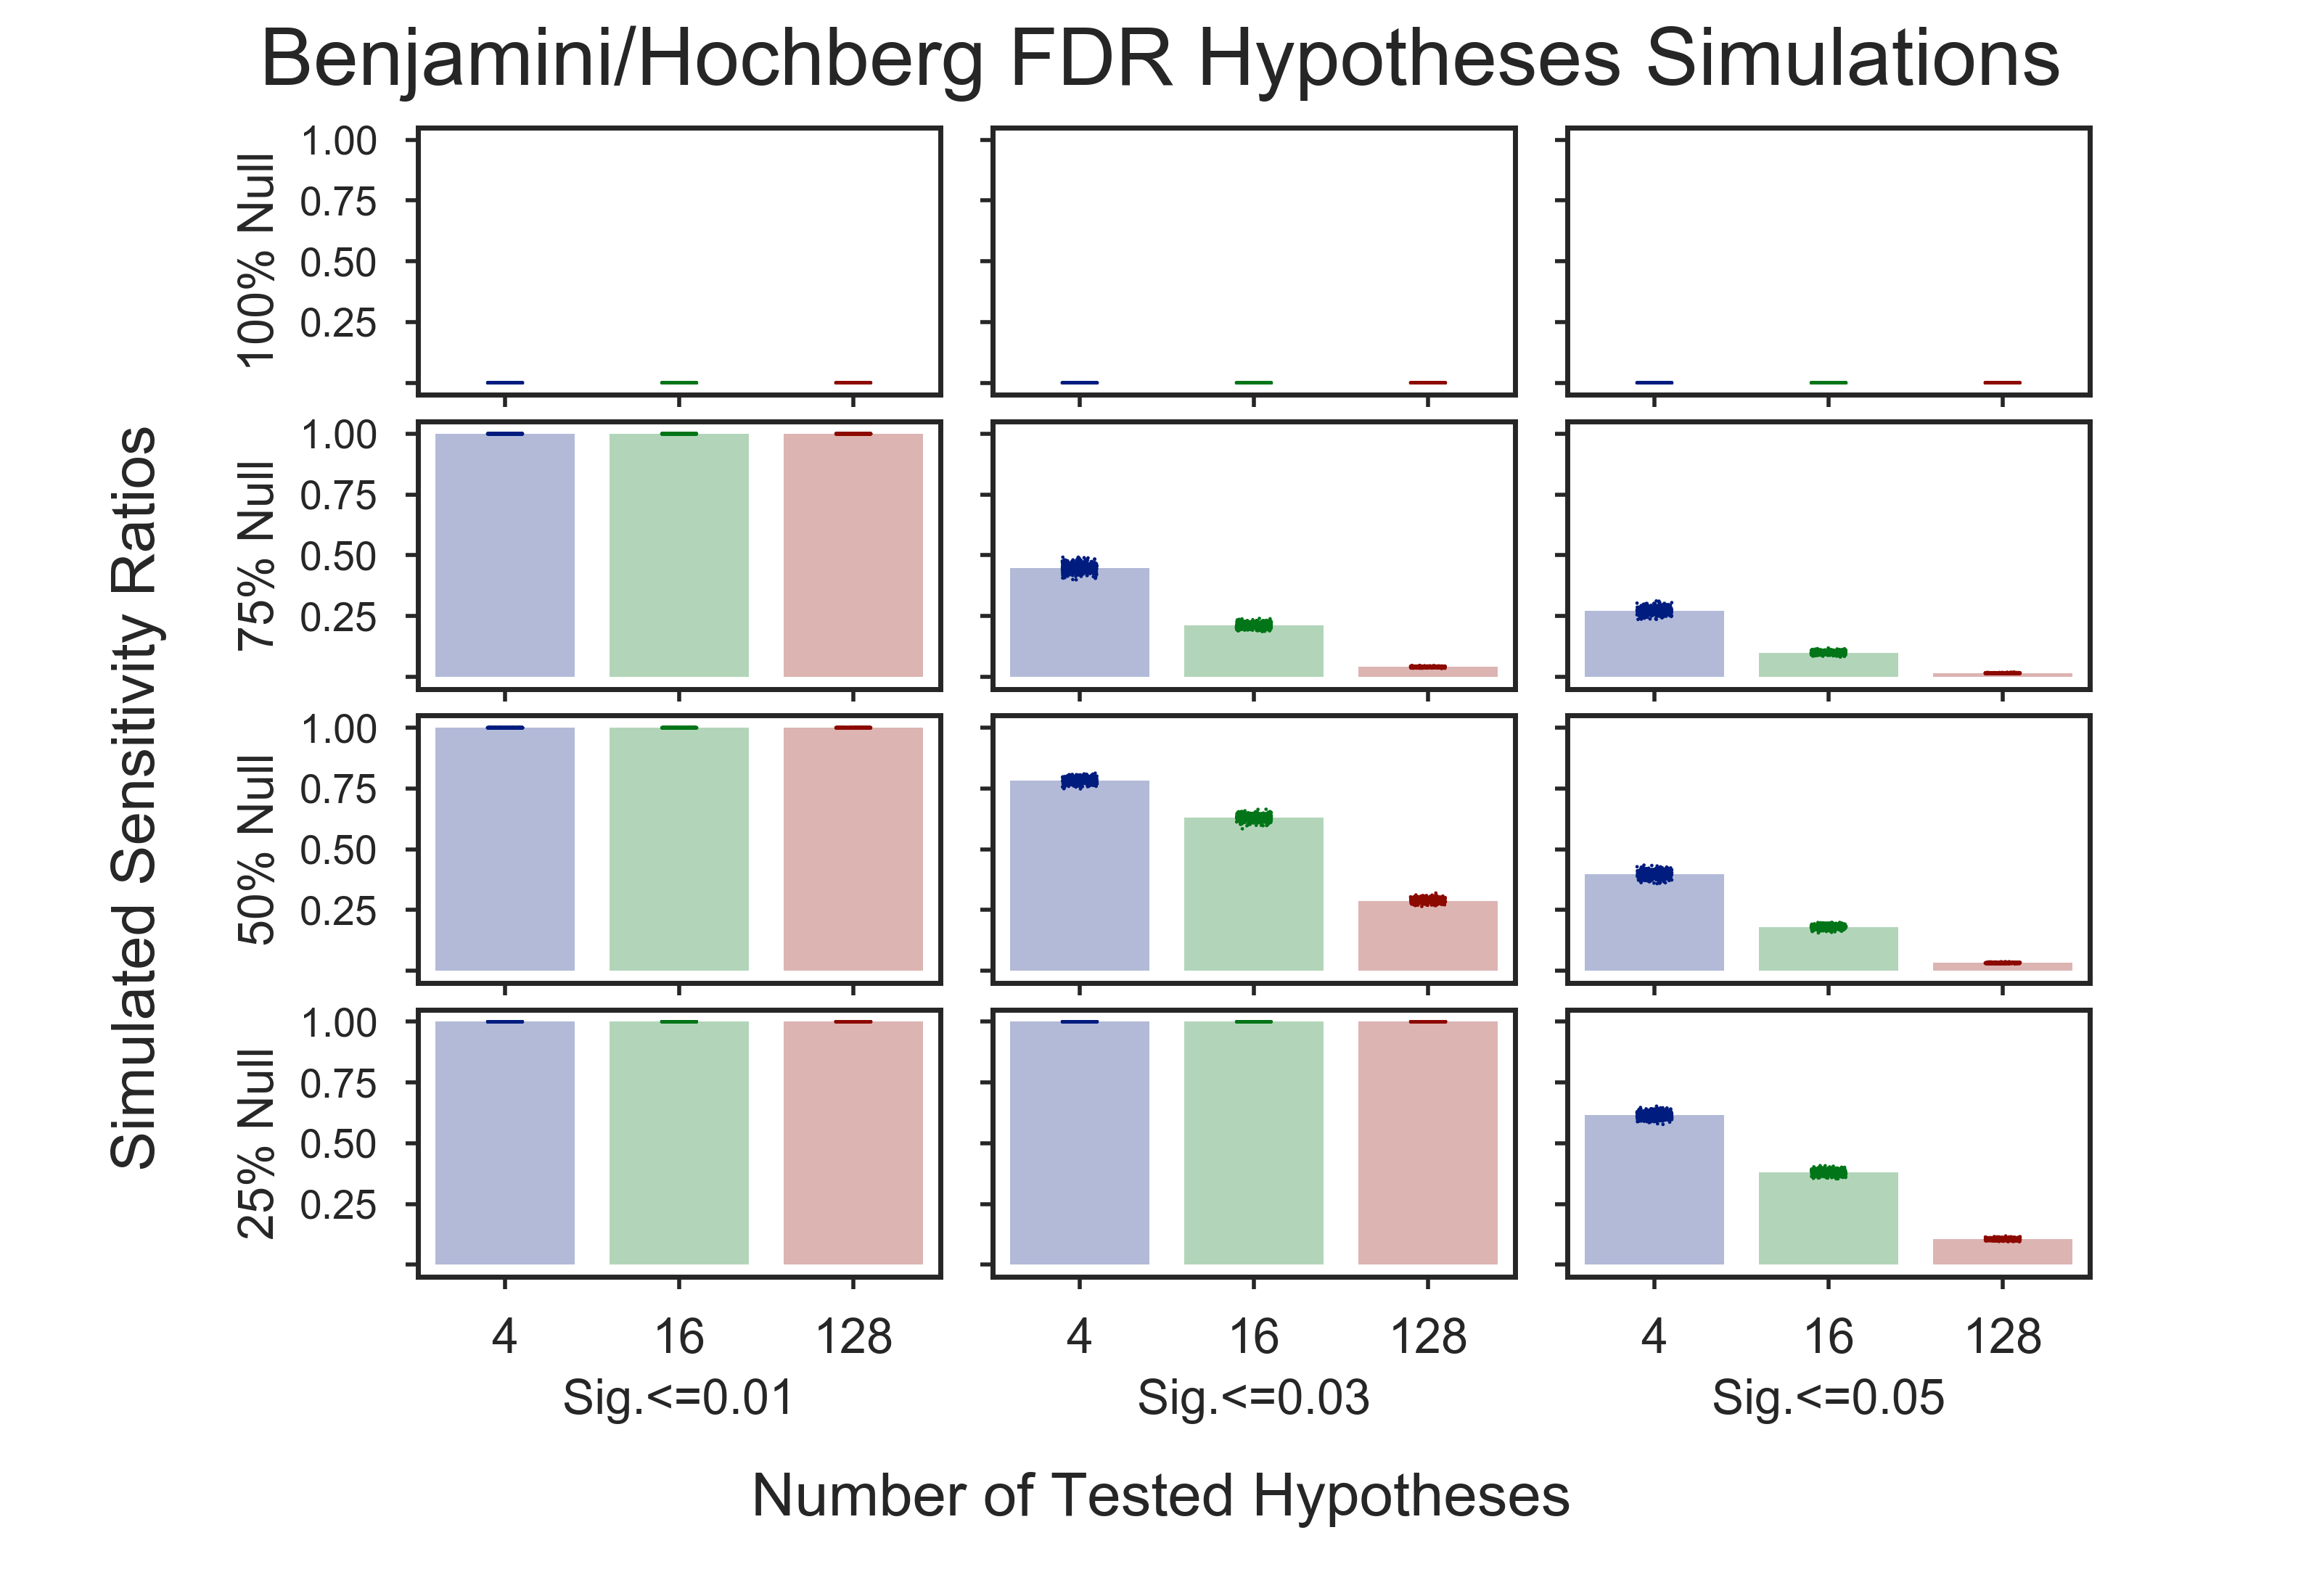 Benjamini/Hochberg FDR Hypotheses Simulations
Simulated Sensitivity Ratios
100% Null
1.00
0.75
0.50
0.25
75% Null
1.00
0.75
0.50
0.25
50% Null
1.00
0.75
0.50
0.25
25% Null
1.00
0.75
0.50
0.25
4 16 128 4 16 128 4 16 128
Sig.<=0.01 Sig.<=0.03 Sig.<=0.05
Number of Tested Hypotheses